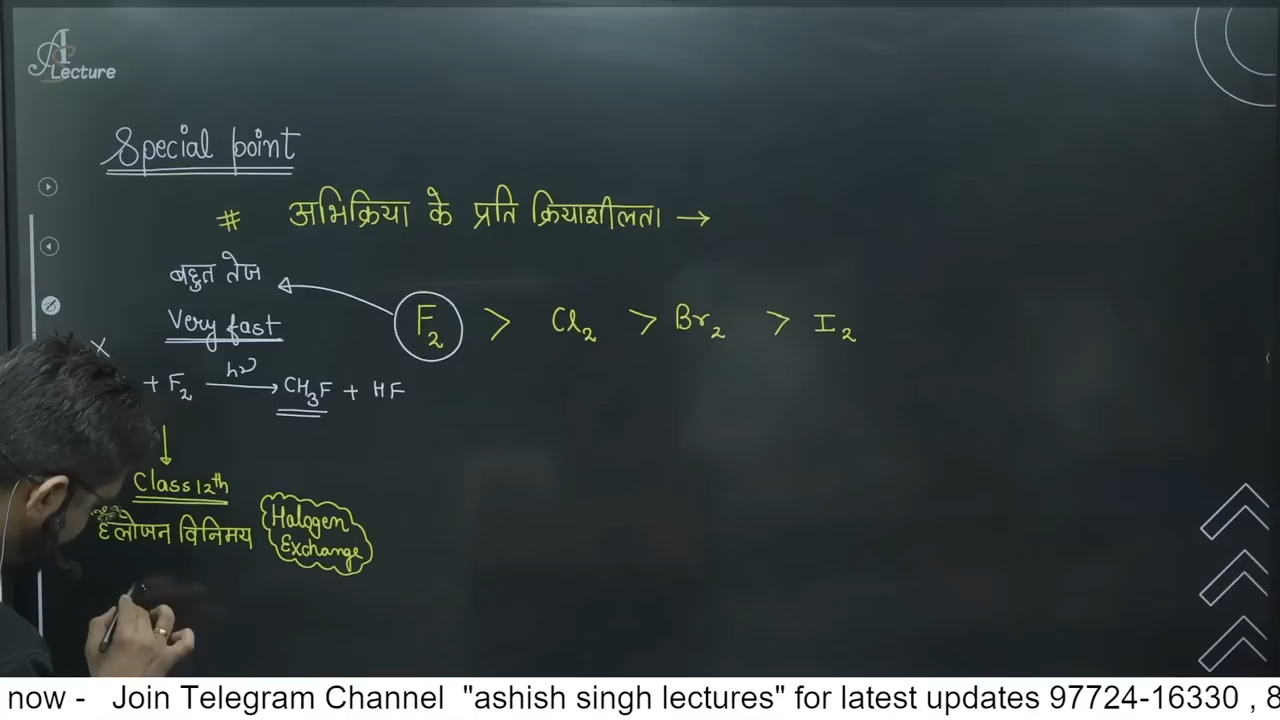 A
Lecture
Special point
# अभिक्रिया के प्रति क्रियाशीलता →
बहुत तेज
Very fast
F₂ > Cl₂ > Br₂ > I₂
X
+ F₂ hν → CH₃F + HF
Class 12th
हैलोजन विनिमय
Halogen
Exchange
now - Join Telegram Channel "ashish singh lectures" for latest updates 97724-16330 , 8